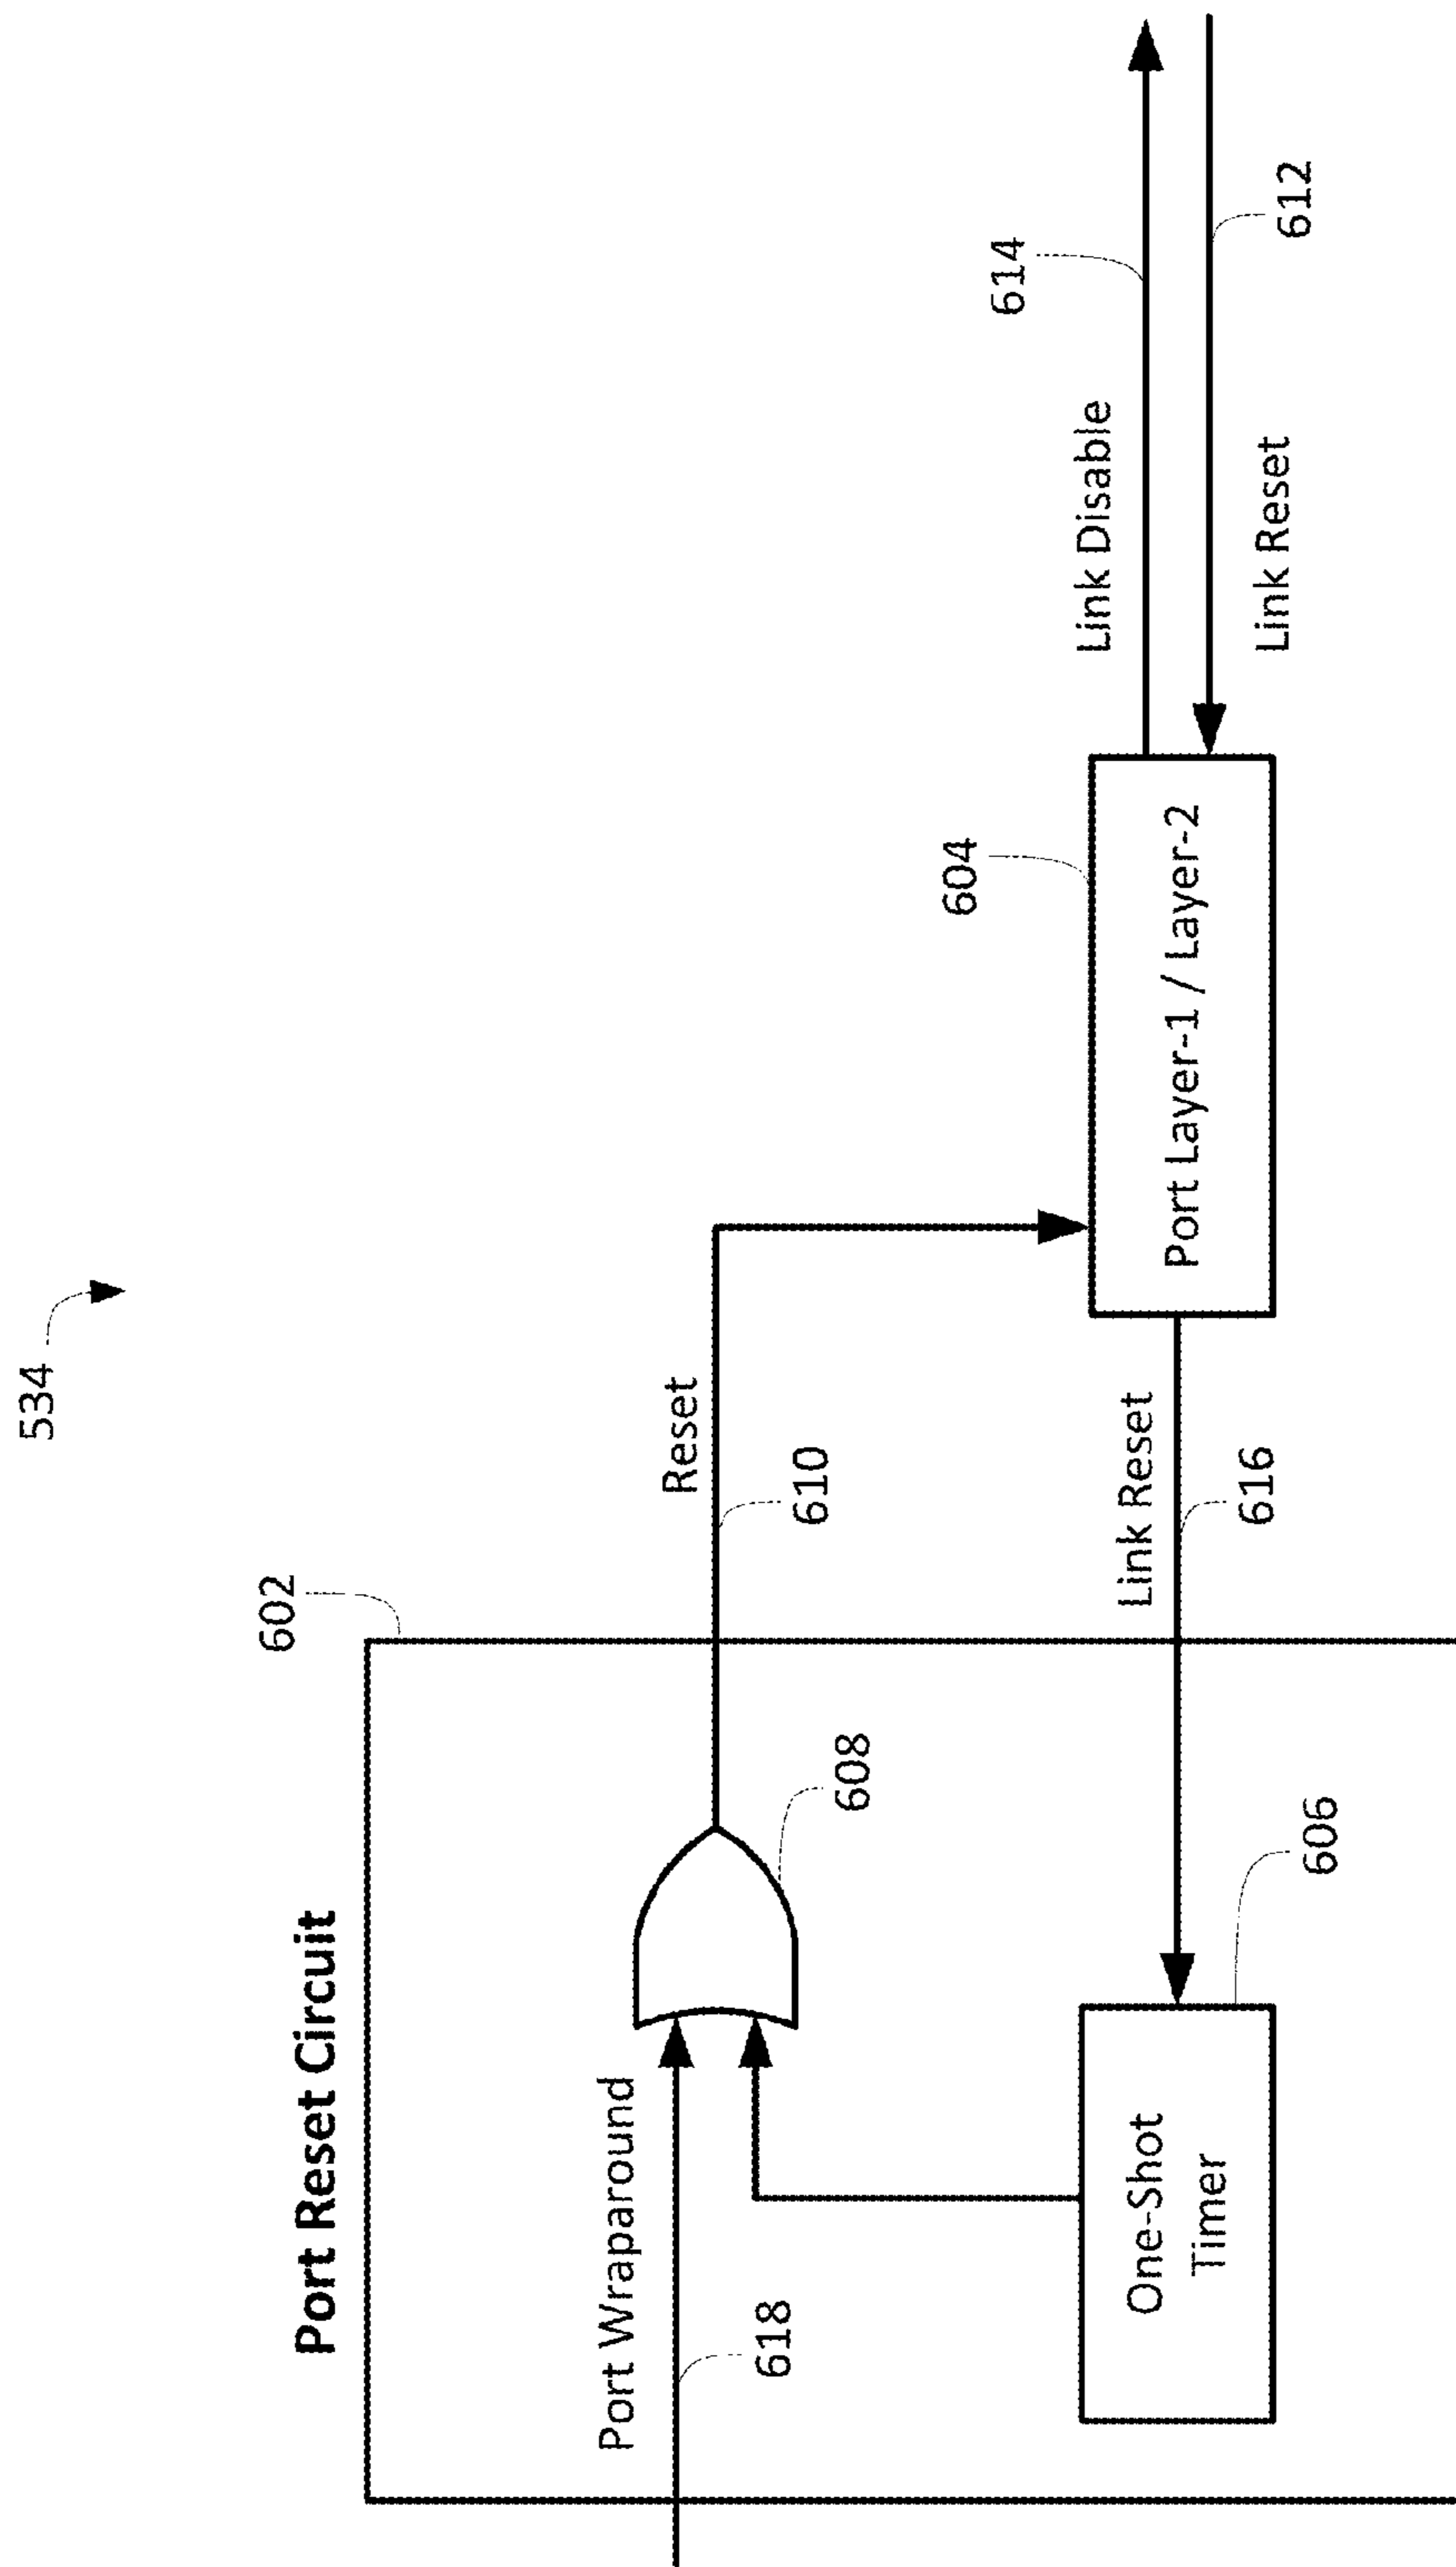 534
Port Reset Circuit
602
Port Wraparound
618
608
Reset
610
One-Shot
Timer
606
Link Reset
616
604
Port Layer-1 / Layer-2
Link Disable
614
Link Reset
612